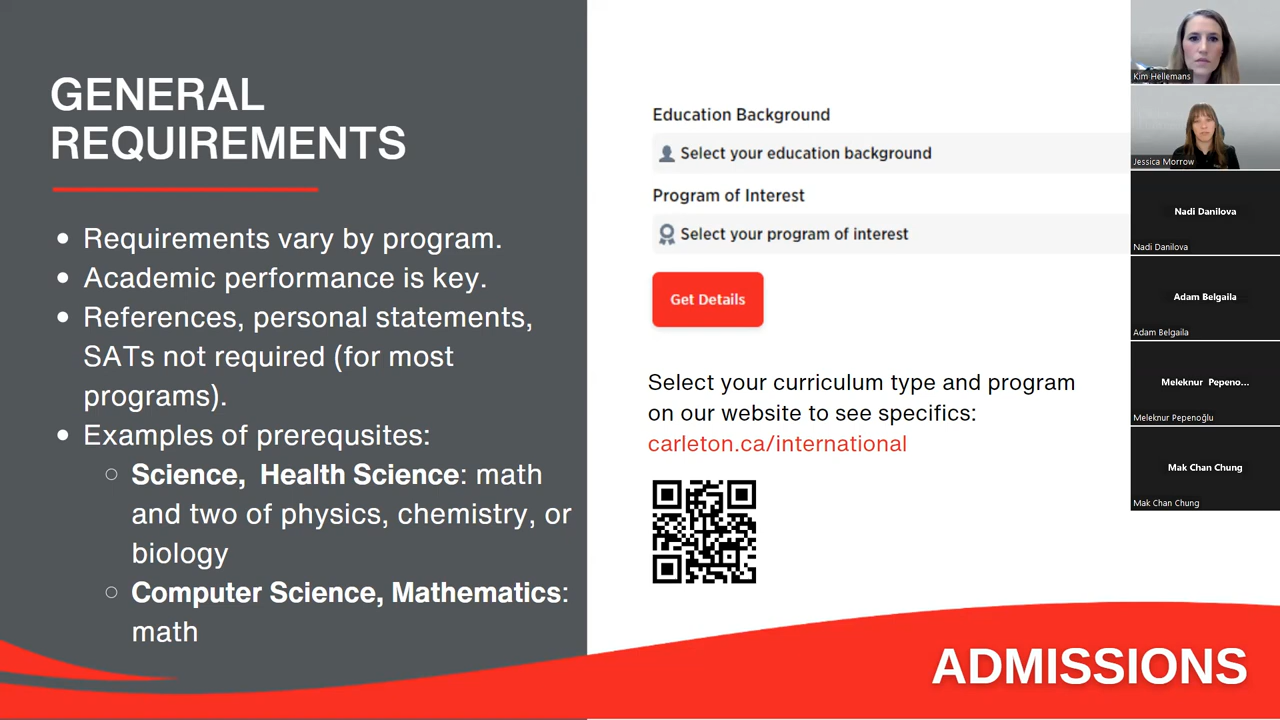 GENERAL
REQUIREMENTS
Requirements vary by program.
Academic performance is key.
References, personal statements,
SATs not required (for most
programs).
Examples of prerequsites:
Science, Health Science: math
and two of physics, chemistry, or
biology
Computer Science, Mathematics:
math
Education Background
Select your education background
Program of Interest
Select your program of interest
Get Details
Select your curriculum type and program
on our website to see specifics:
carleton.ca/international
ADMISSIONS
Kim Hellemans
Jessica Morrow
Nadi Danilova
Nadi Danilova
Adam Belgaila
Adam Belgaila
Meleknur Pepeno...
Meleknur Pepenoğlu
Mak Chan Chung
Mak Chan Chung